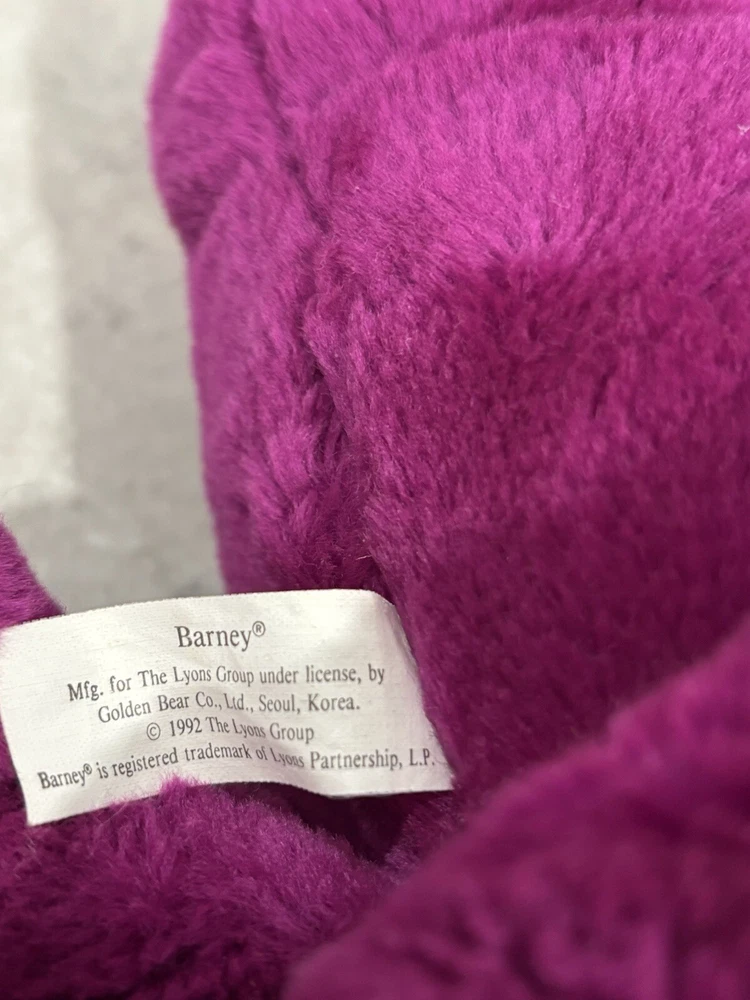 Barney®
Mfg. for The Lyons Group under license, by
Golden Bear Co., Ltd., Seoul, Korea.
© 1992 The Lyons Group
Barney® is registered trademark of Lyons Partnership, L.P.